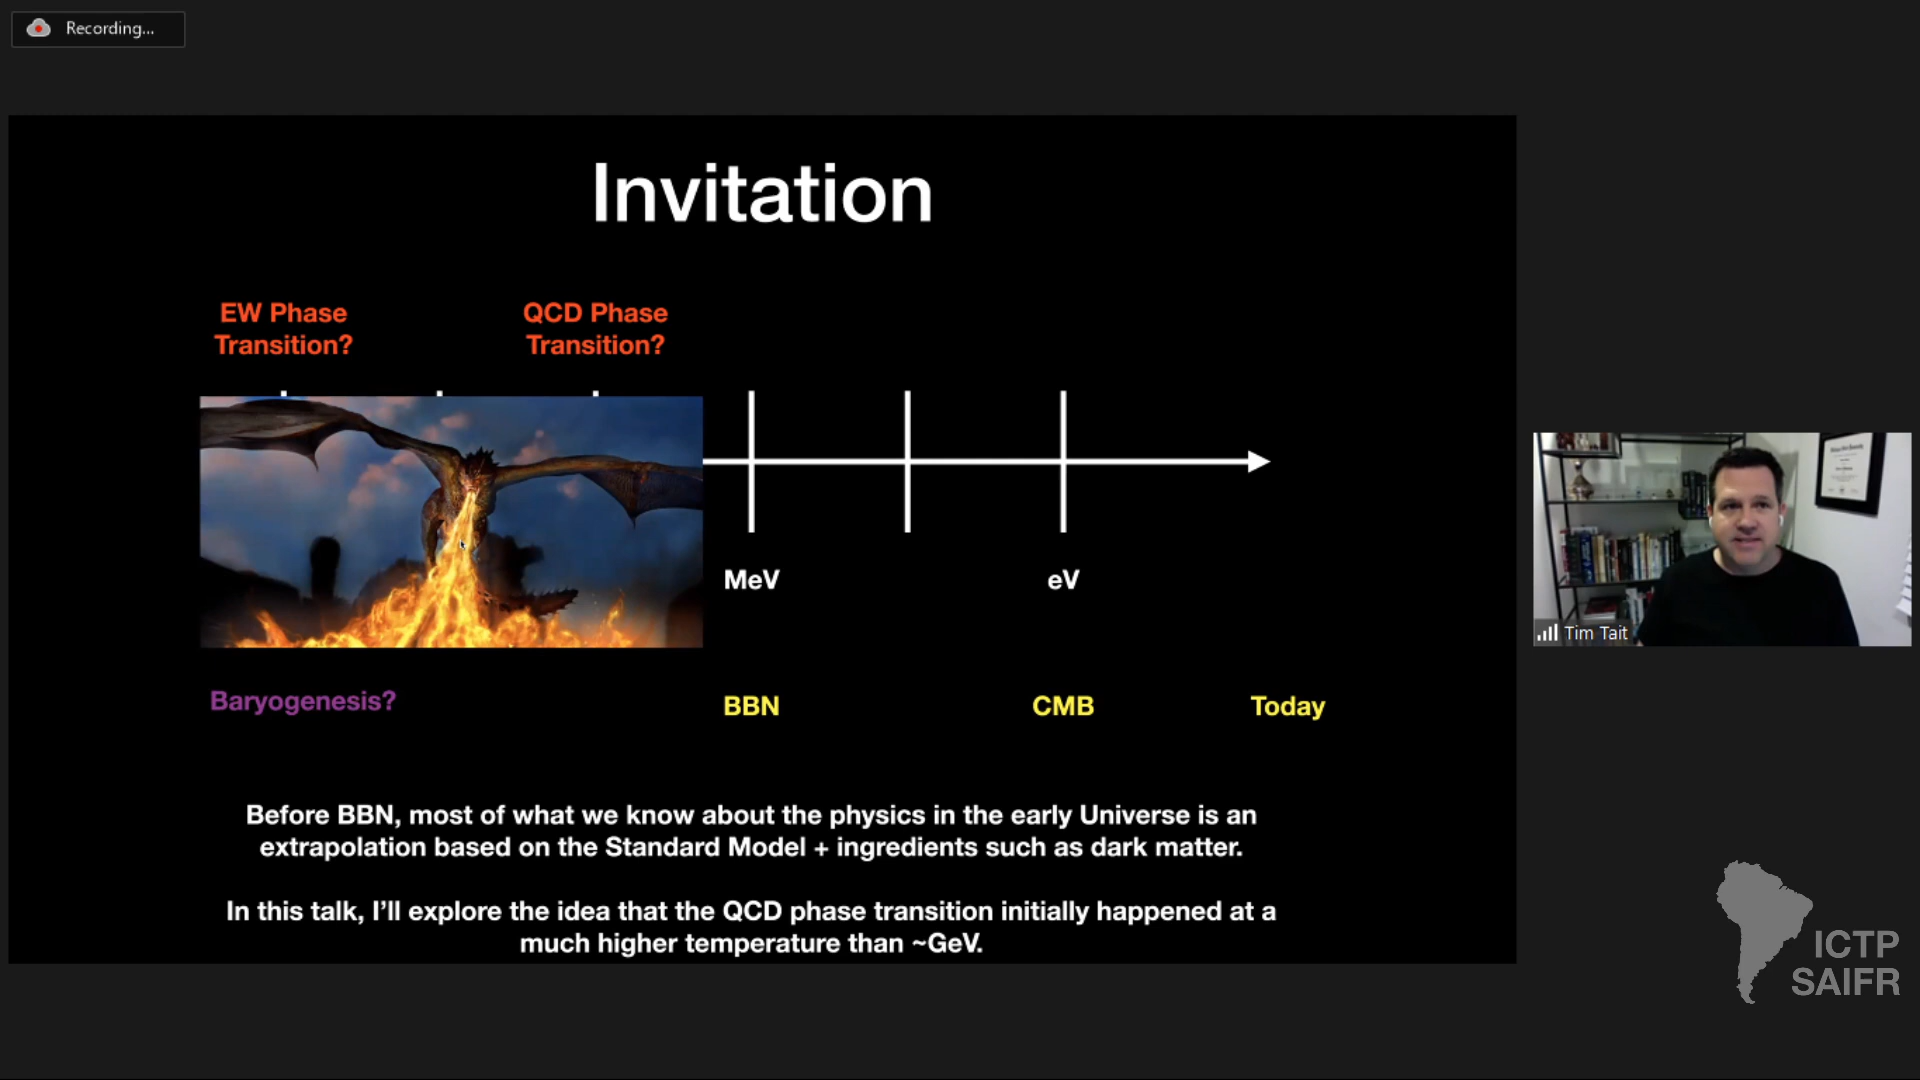 Recording...
Invitation
EW Phase
Transition?
QCD Phase
Transition?
MeV
eV
Baryogenesis?
BBN
CMB
Today
Before BBN, most of what we know about the physics in the early Universe is an
extrapolation based on the Standard Model + ingredients such as dark matter.
In this talk, I'll explore the idea that the QCD phase transition initially happened at a
much higher temperature than ~GeV.
Tim Tait
ICTP
SAIFR